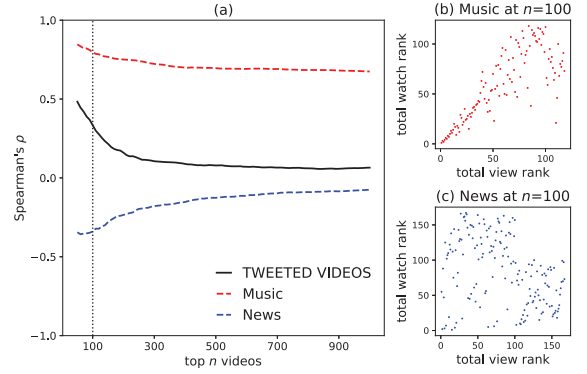 (a)
1.0
0.5
0.0
−0.5
−1.0
Spearman's ρ
100
300
500
700
900
top n videos
TWEETED VIDEOS
Music
News
(b) Music at n=100
100
50
0
total watch rank
0
50
100
total view rank
(c) News at n=100
150
100
50
0
total watch rank
0
50
100
150
total view rank